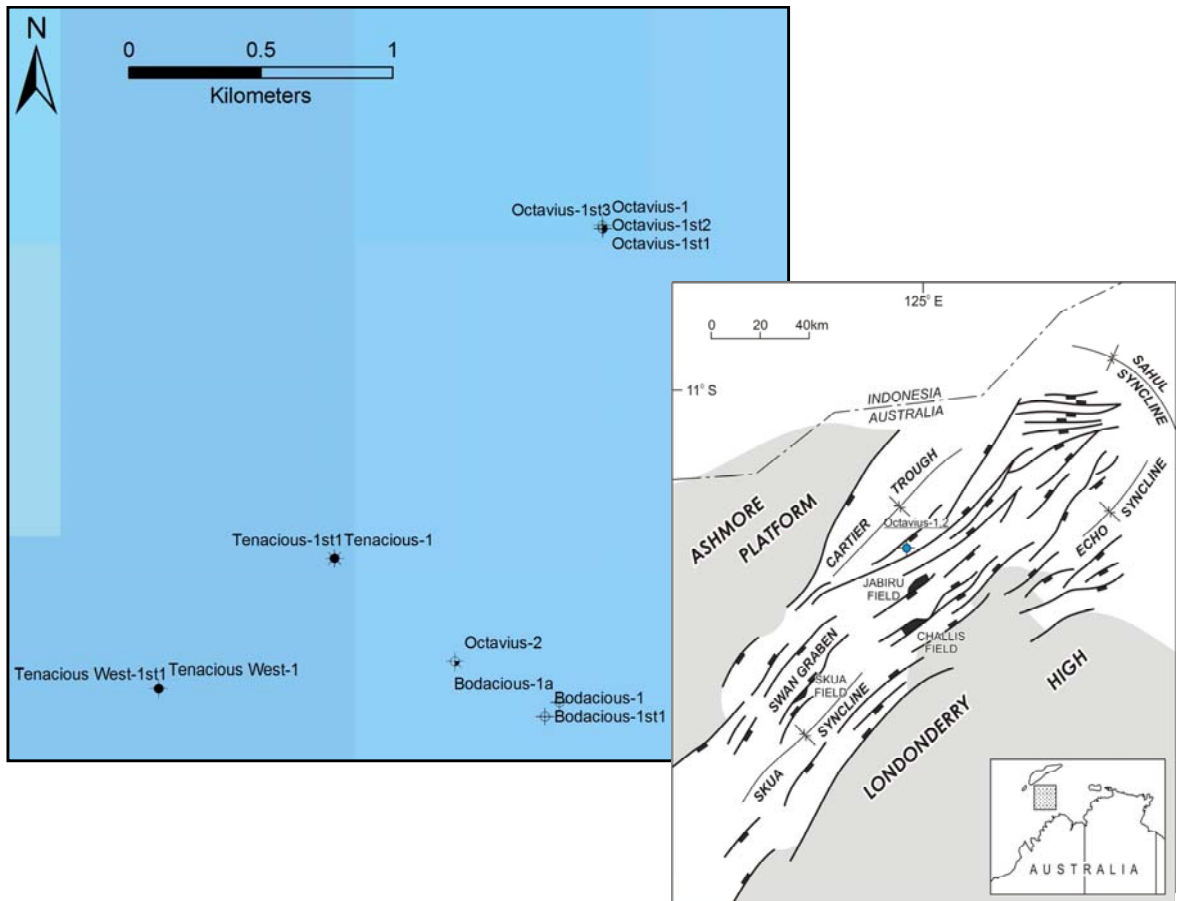 N
0 0.5 1
Kilometers
Octavius-1st3 Octavius-1
Octavius-1st2
Octavius-1st1
Tenacious-1st1 Tenacious-1
Octavius-2
Tenacious West-1st1 Tenacious West-1
Bodacious-1a
Bodacious-1
Bodacious-1st1
125° E
0 20 40km
11° S
INDONESIA
AUSTRALIA
SAHUL
SYNCLINE
ASHMORE
PLATFORM
CARTIER
TROUGH
Octavius-1,2
ECHO
SYNCLINE
JABIRU
FIELD
CHALLIS
FIELD
SWAN GRABEN
SKUA
FIELD
SKUA
SYNCLINE
LONDONDERRY
HIGH
AUSTRALIA